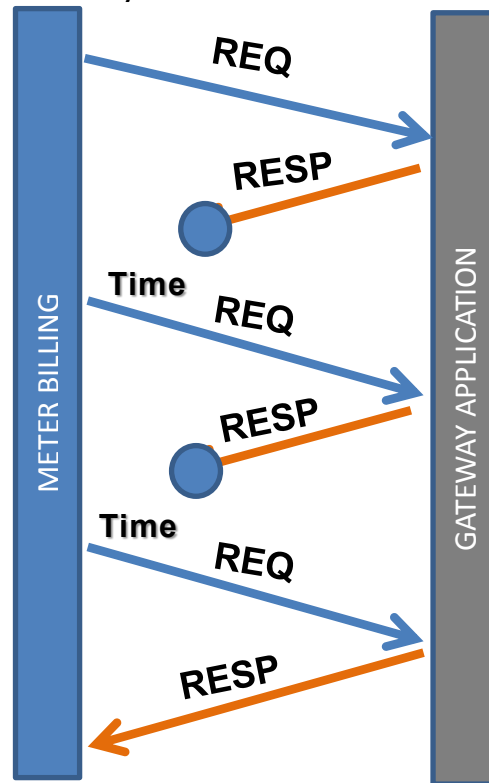 REQ
RESP
Time
REQ
RESP
Time
REQ
RESP
METER BILLING
GATEWAY APPLICATION